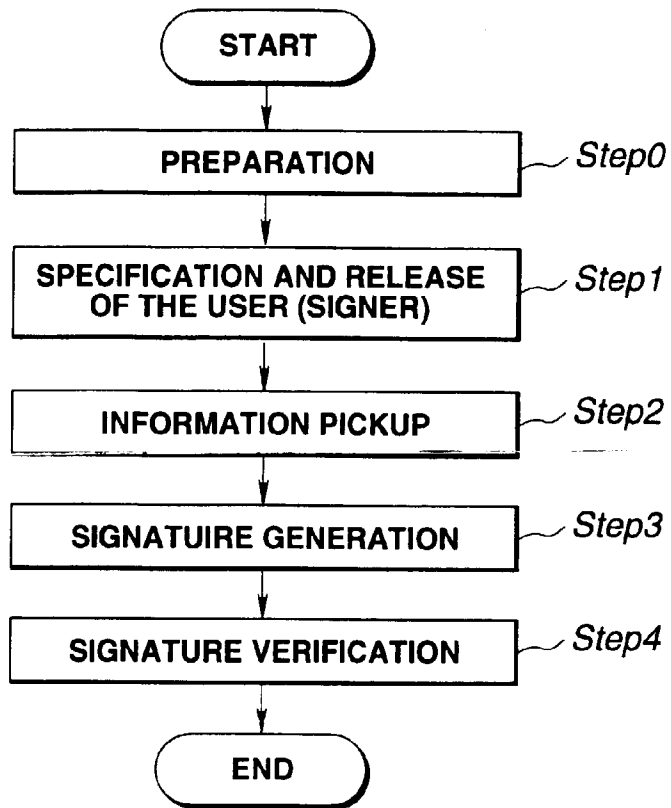 START
PREPARATION
Step0
SPECIFICATION AND RELEASE
OF THE USER (SIGNER)
Step1
INFORMATION PICKUP
Step2
SIGNATUIRE GENERATION
Step3
SIGNATURE VERIFICATION
Step4
END